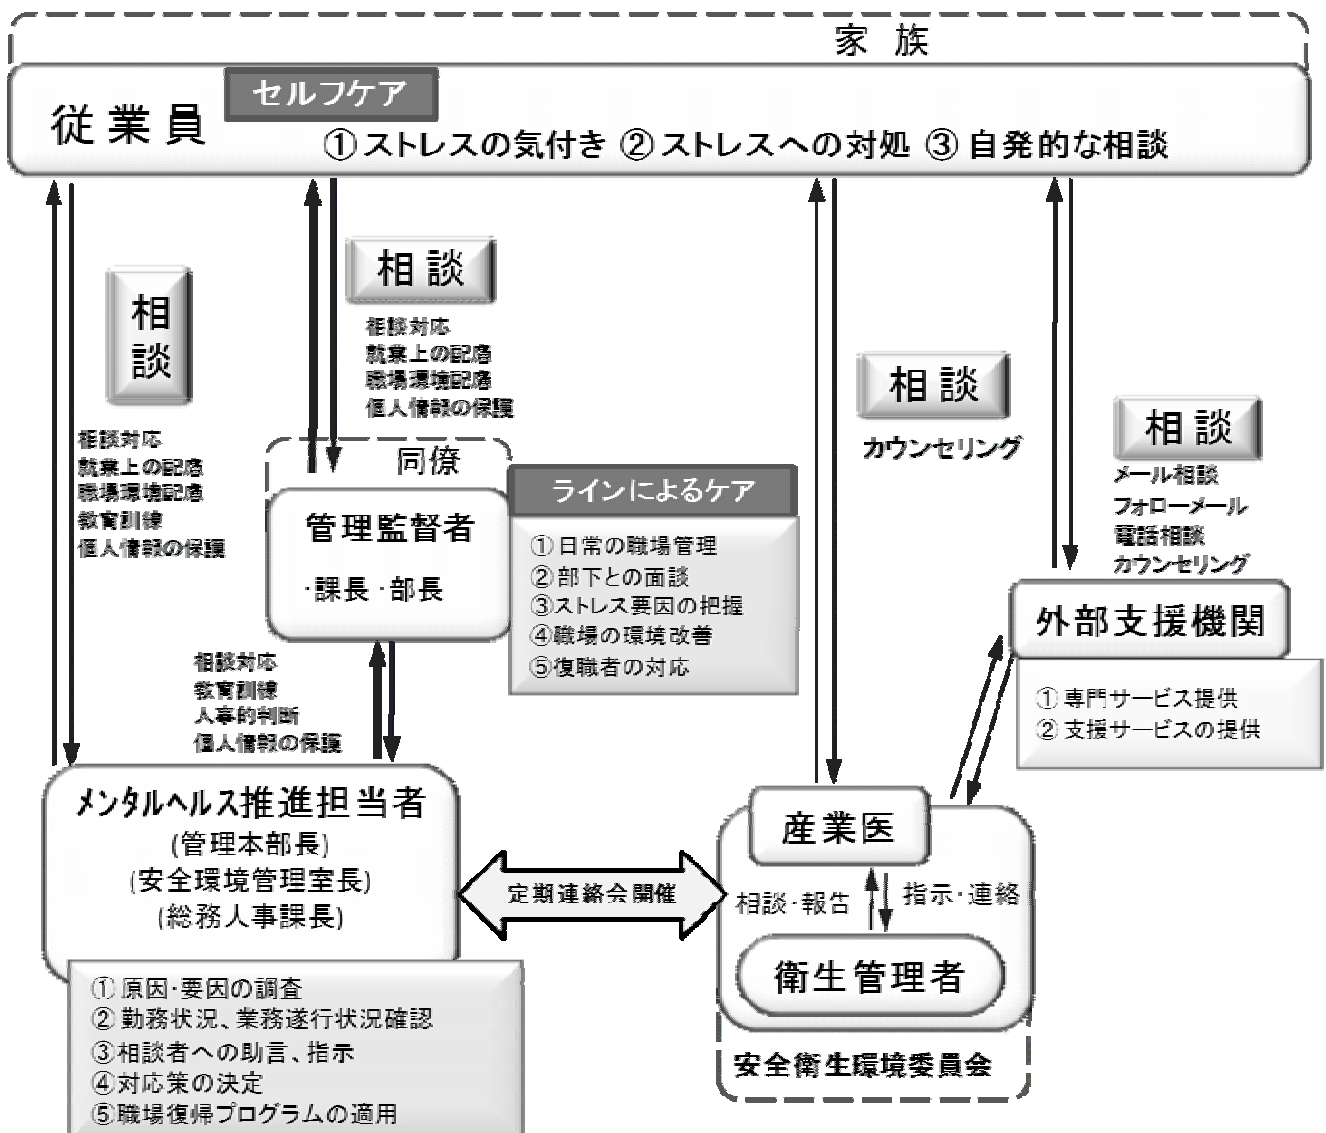 家 族
従業員
セルフケア
①ストレスの気付き ②ストレスへの対処 ③自発的な相談
相談
相談対応
就業上の配慮
職場環境配慮
教育訓練
個人情報の保護
相談
相談対応
就業上の配慮
職場環境配慮
個人情報の保護
相談
カウンセリング
相談
メール相談
フォローメール
電話相談
カウンセリング
同僚
管理監督者
・課長・部長
ラインによるケア
①日常の職場管理
②部下との面談
③ストレス要因の把握
④職場の環境改善
⑤復職者の対応
外部支援機関
①専門サービス提供
②支援サービスの提供
相談対応
教育訓練
人事的判断
個人情報の保護
メンタルヘルス推進担当者
(管理本部長)
(安全環境管理室長)
(総務人事課長)
①原因・要因の調査
②勤務状況、業務遂行状況確認
③相談者への助言、指示
④対応策の決定
⑤職場復帰プログラムの適用
定期連絡会開催
産業医
相談・報告
指示・連絡
衛生管理者
安全衛生環境委員会